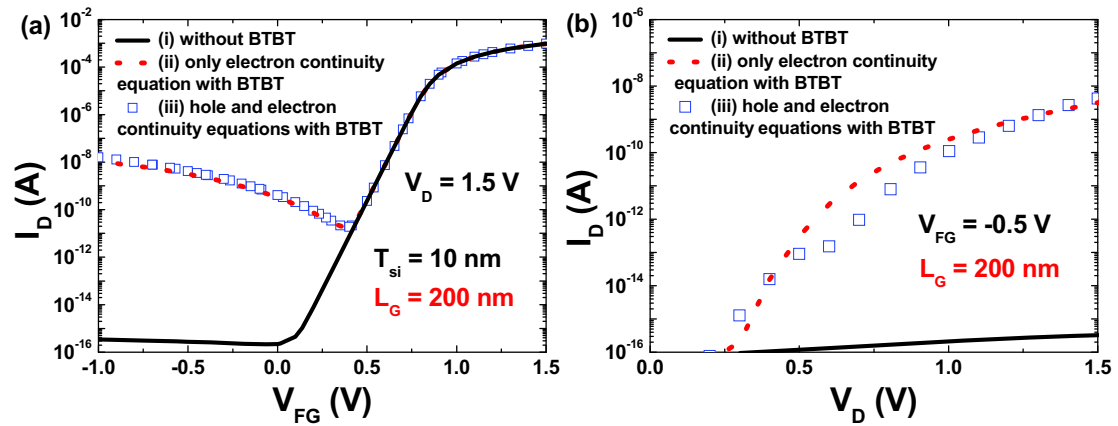 (a)
(i) without BTBT
(ii) only electron continuity
equation with BTBT
(iii) hole and electron
continuity equations with BTBT
V_D = 1.5 V
T_si = 10 nm
L_G = 200 nm
I_D (A)
10^-2
10^-4
10^-6
10^-8
10^-10
10^-12
10^-14
10^-16
-1.0 -0.5 0.0 0.5 1.0 1.5
V_FG (V)
(b)
(i) without BTBT
(ii) only electron continuity
equation with BTBT
(iii) hole and electron
continuity equations with BTBT
V_FG = -0.5 V
L_G = 200 nm
I_D (A)
10^-6
10^-8
10^-10
10^-12
10^-14
10^-16
0.0 0.5 1.0 1.5
V_D (V)